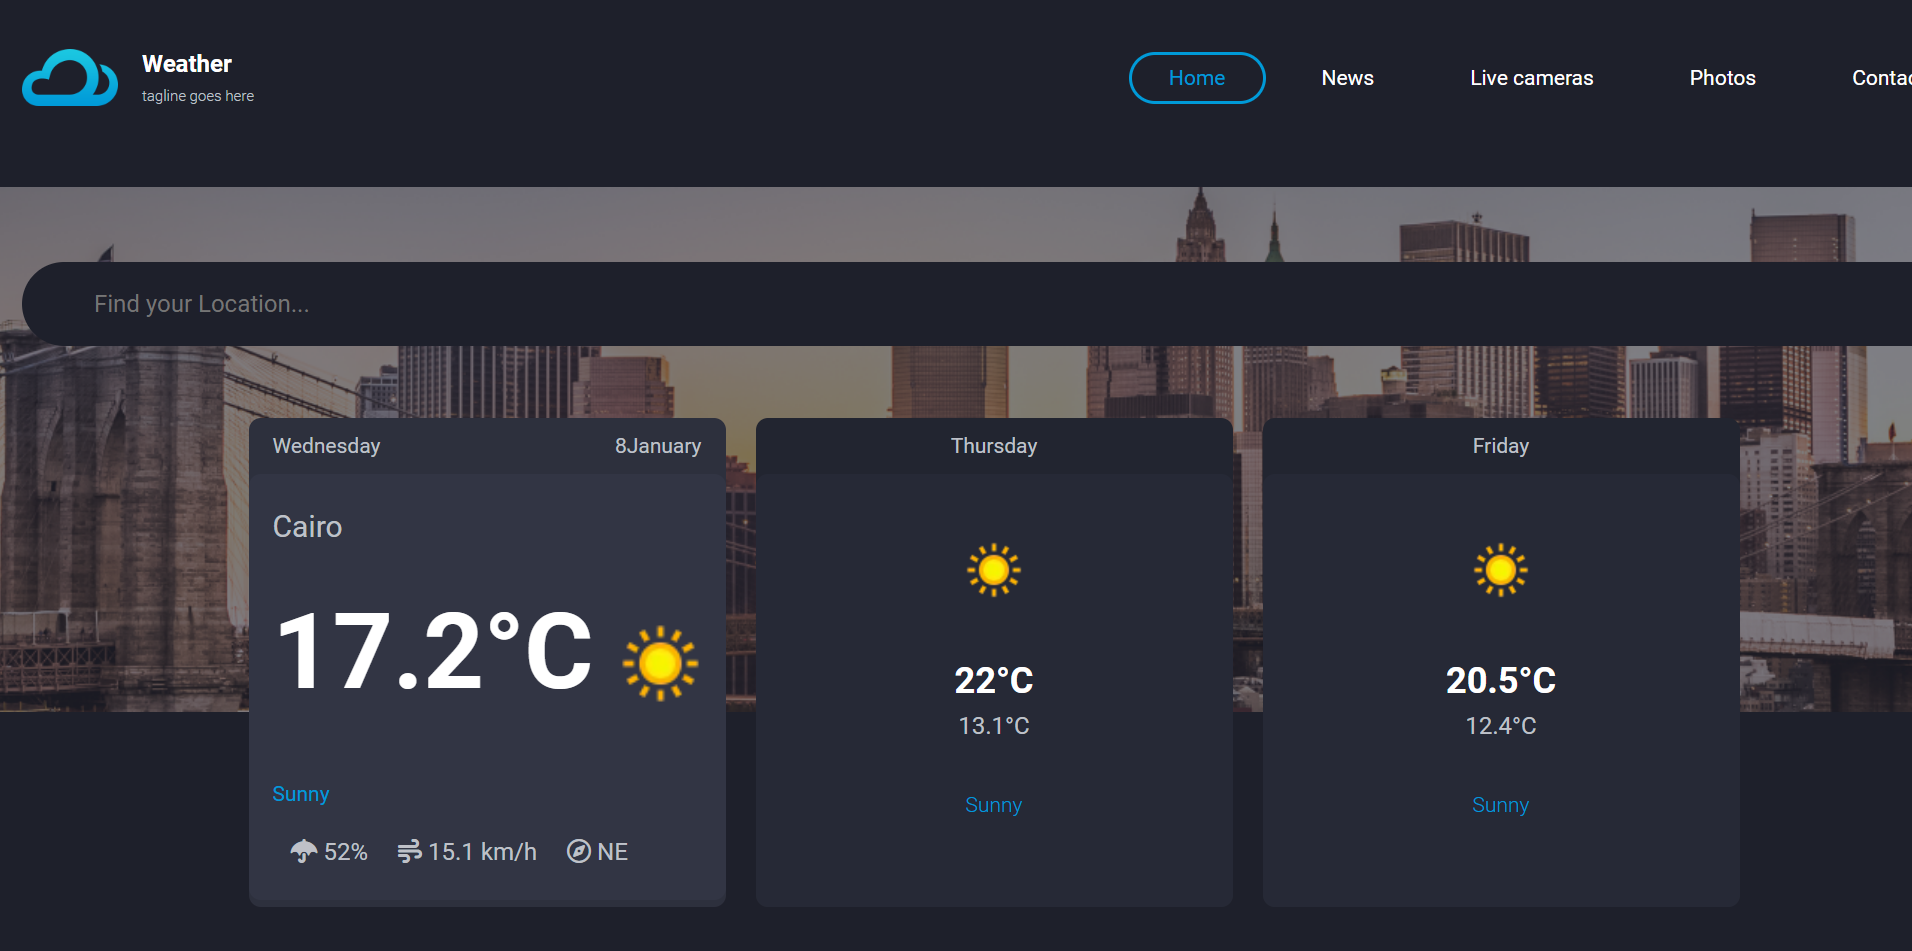 Weather
tagline goes here
Home News Live cameras Photos
Find your Location...
Wednesday 8January
Cairo
17.2°C
Sunny
52% 15.1 km/h NE
Thursday
22°C
13.1°C
Sunny
Friday
20.5°C
12.4°C
Sunny